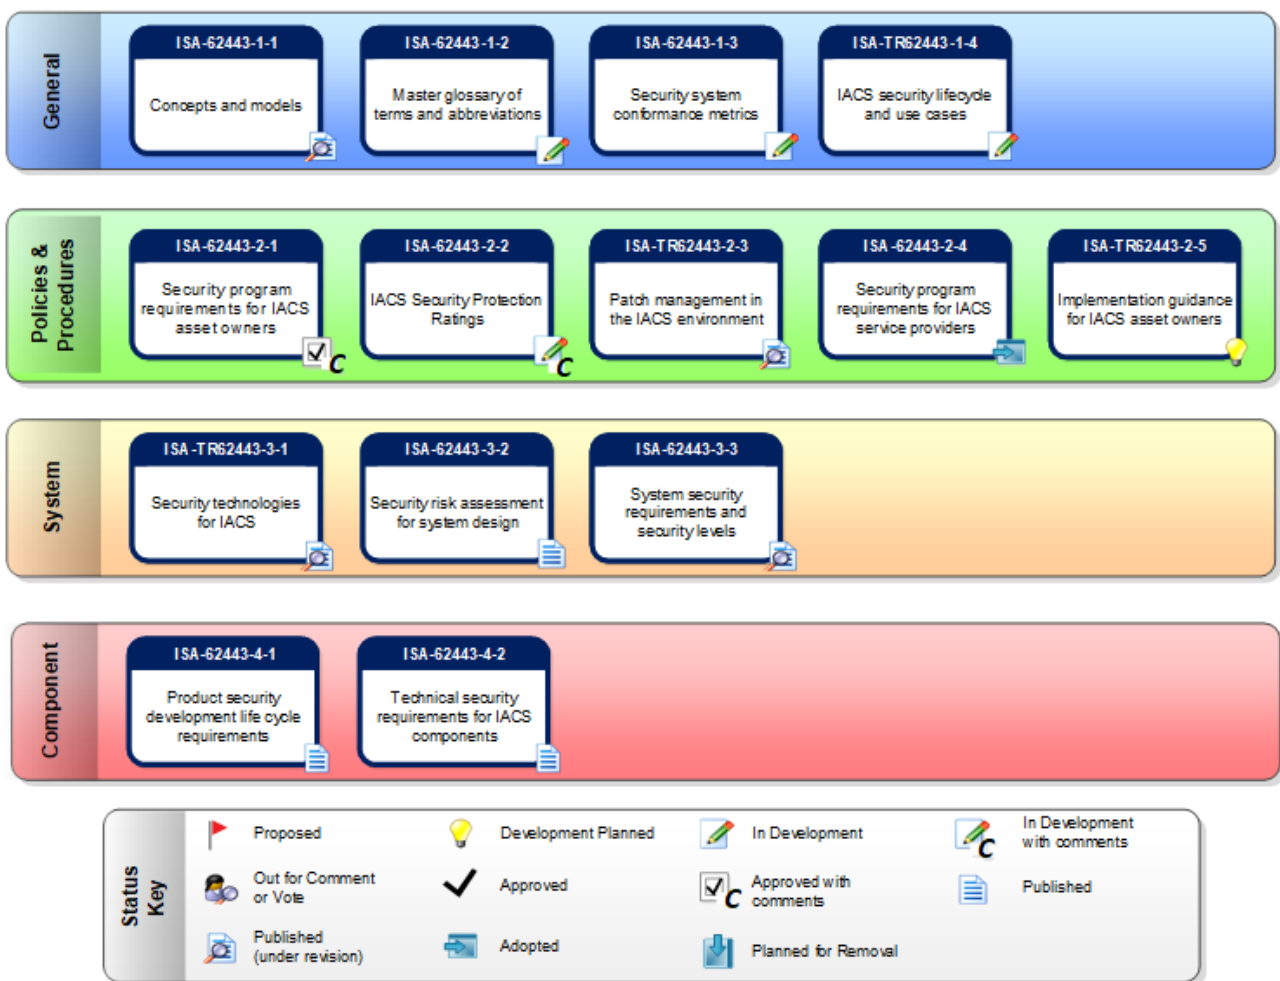 General
ISA-62443-1-1
Concepts and models
ISA-62443-1-2
Master glossary of
terms and abbreviations
ISA-62443-1-3
Security system
conformance metrics
ISA-TR62443-1-4
IACS security lifecycle
and use cases
Policies &
Procedures
ISA-62443-2-1
Security program
requirements for IACS
asset owners
C
ISA-62443-2-2
IACS Security Protection
Ratings
C
ISA-TR62443-2-3
Patch management in
the IACS environment
ISA-62443-2-4
Security program
requirements for IACS
service providers
ISA-TR62443-2-5
Implementation guidance
for IACS asset owners
System
ISA-TR62443-3-1
Security technologies
for IACS
ISA-62443-3-2
Security risk assessment
for system design
ISA-62443-3-3
System security
requirements and
security levels
Component
ISA-62443-4-1
Product security
development life cycle
requirements
ISA-62443-4-2
Technical security
requirements for IACS
components
Status
Key
Proposed
Development Planned
In Development
C
In Development
with comments
Out for Comment
or Vote
Approved
C
Approved with
comments
Published
Published
(under revision)
Adopted
Planned for Removal